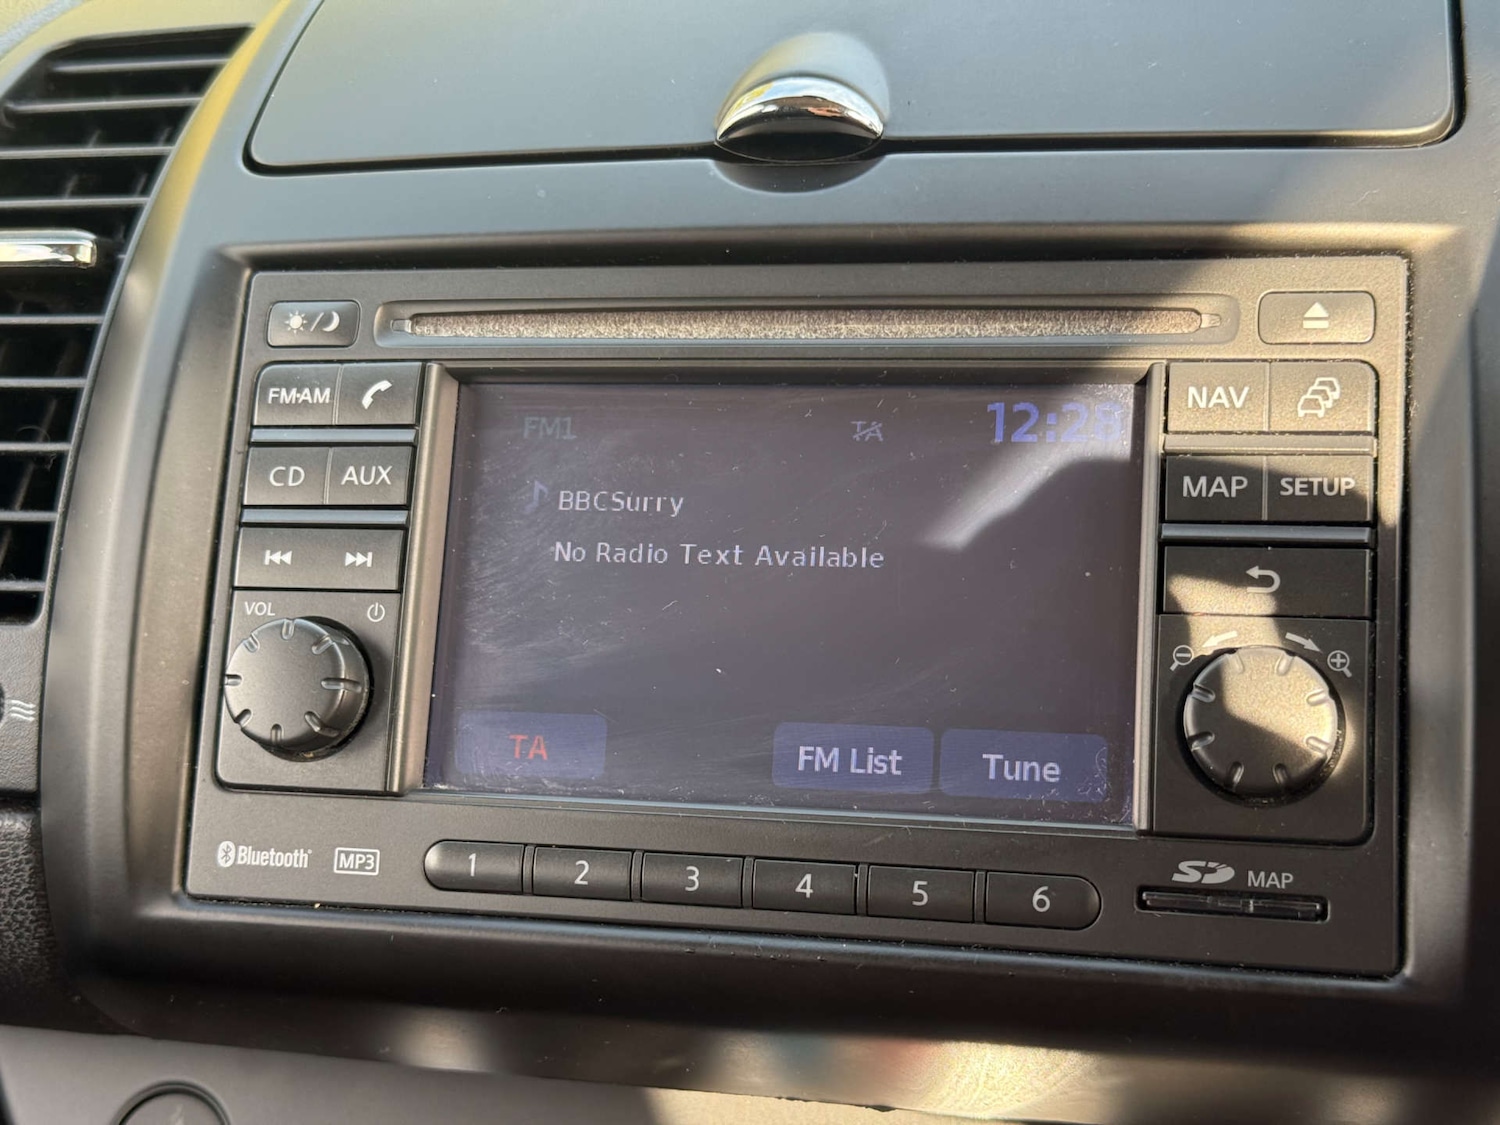 FM·AM
CD AUX
VOL
NAV
MAP SETUP
FM1 TA 12:28
BBCSurry
No Radio Text Available
TA FM List Tune
Bluetooth MP3
1 2 3 4 5 6
SD MAP